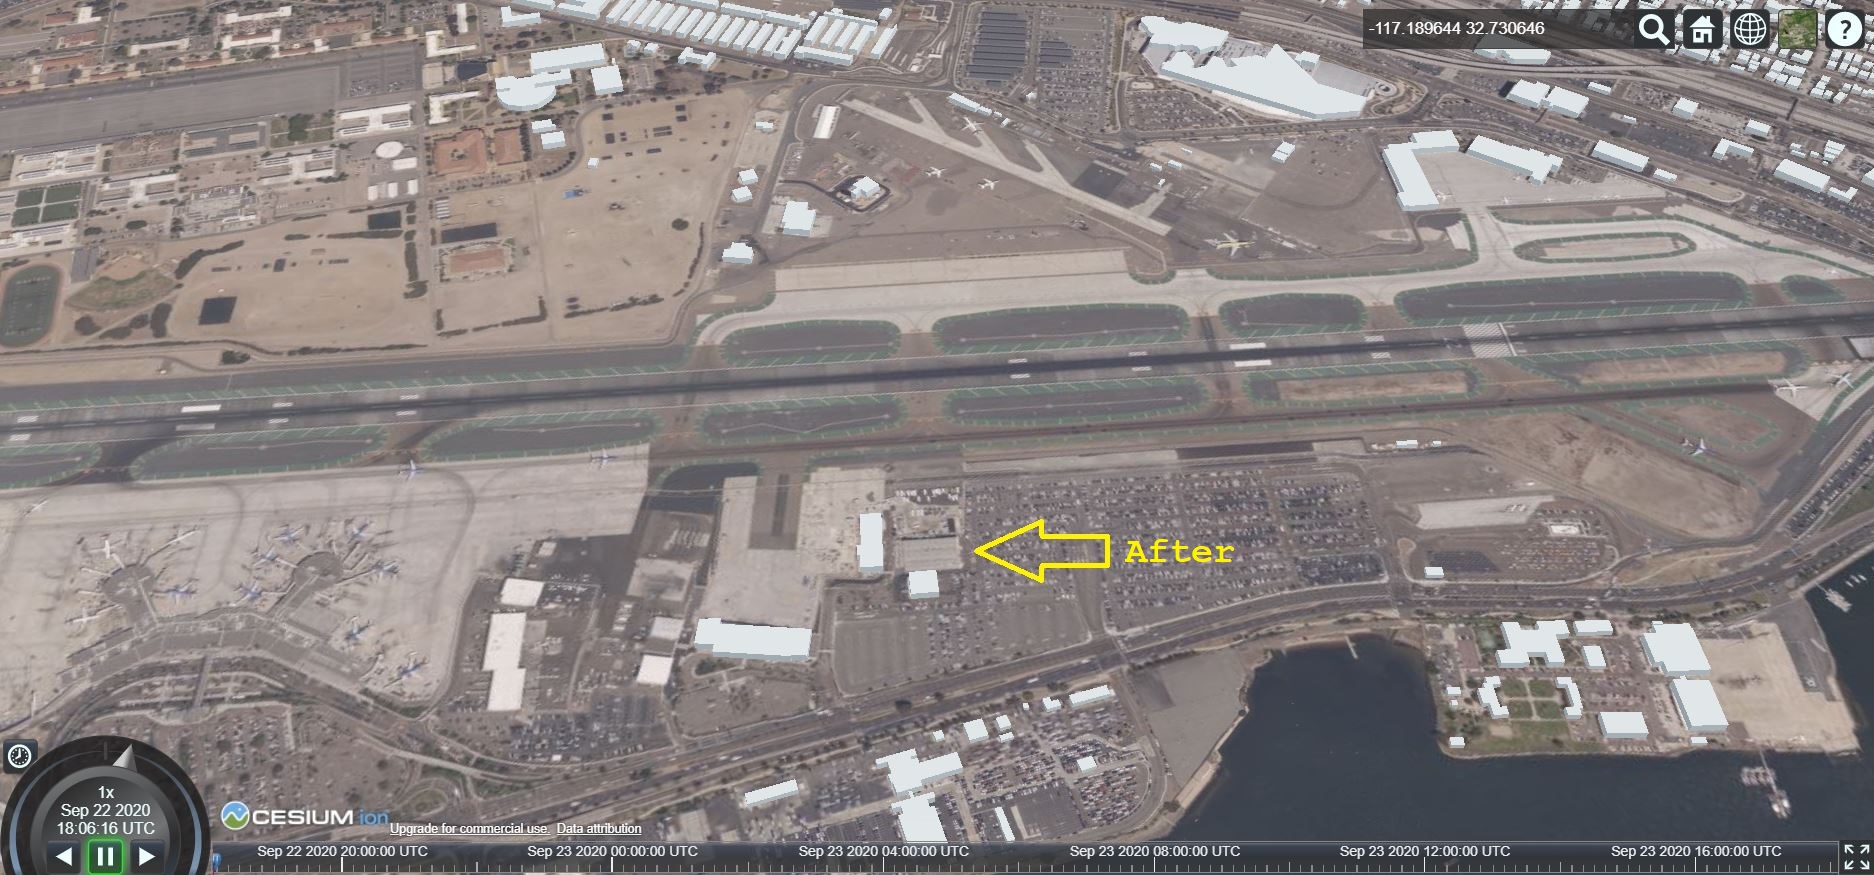 -117.189644 32.730646
?
After
1x
Sep 22 2020
18:06:16 UTC
CESIUM ion
Upgrade for commercial use. Data attribution
Sep 22 2020 20:00:00 UTC
Sep 23 2020 00:00:00 UTC
Sep 23 2020 04:00:00 UTC
Sep 23 2020 08:00:00 UTC
Sep 23 2020 12:00:00 UTC
Sep 23 2020 16:00:00 UTC